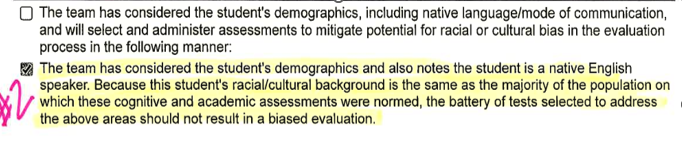 The team has considered the student's demographics, including native language/mode of communication,
and will select and administer assessments to mitigate potential for racial or cultural bias in the evaluation
process in the following manner:
The team has considered the student's demographics and also notes the student is a native English
speaker. Because this student's racial/cultural background is the same as the majority of the population on
#2 which these cognitive and academic assessments were normed, the battery of tests selected to address
the above areas should not result in a biased evaluation.